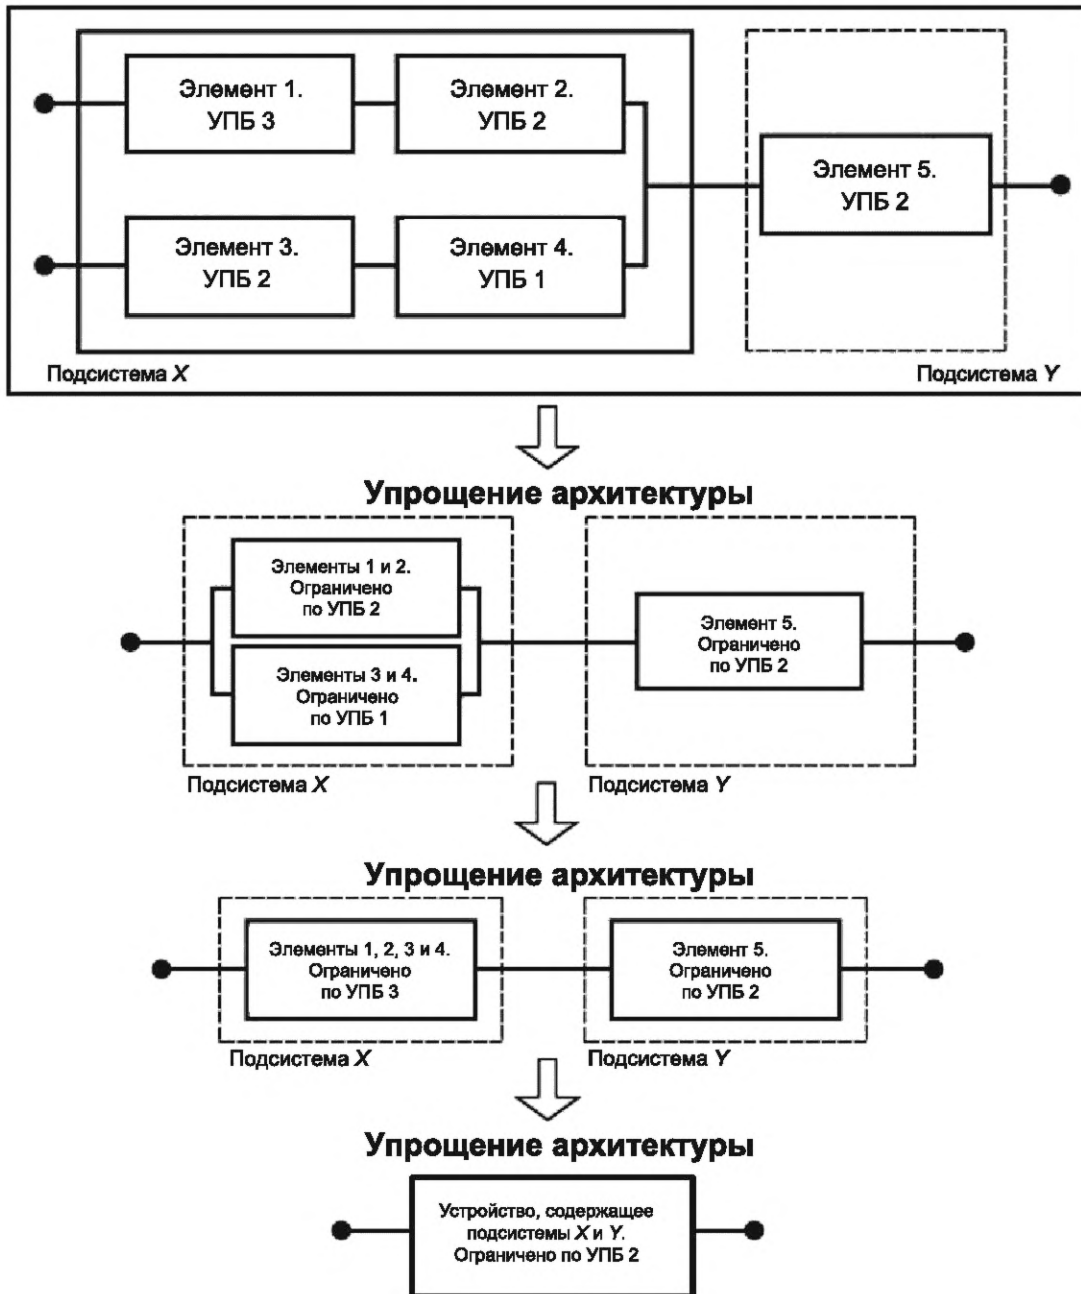 Элемент 1.
УПБ 3
Элемент 2.
УПБ 2
Элемент 5.
УПБ 2
Элемент 3.
УПБ 2
Элемент 4.
УПБ 1
Подсистема X
Подсистема Y
Упрощение архитектуры
Элементы 1 и 2.
Ограничено
по УПБ 2
Элементы 3 и 4.
Ограничено
по УПБ 1
Элемент 5.
Ограничено
по УПБ 2
Подсистема X
Подсистема Y
Упрощение архитектуры
Элементы 1, 2, 3 и 4.
Ограничено
по УПБ 3
Элемент 5.
Ограничено
по УПБ 2
Подсистема X
Подсистема Y
Упрощение архитектуры
Устройство, содержащее
подсистемы X и Y.
Ограничено по УПБ 2